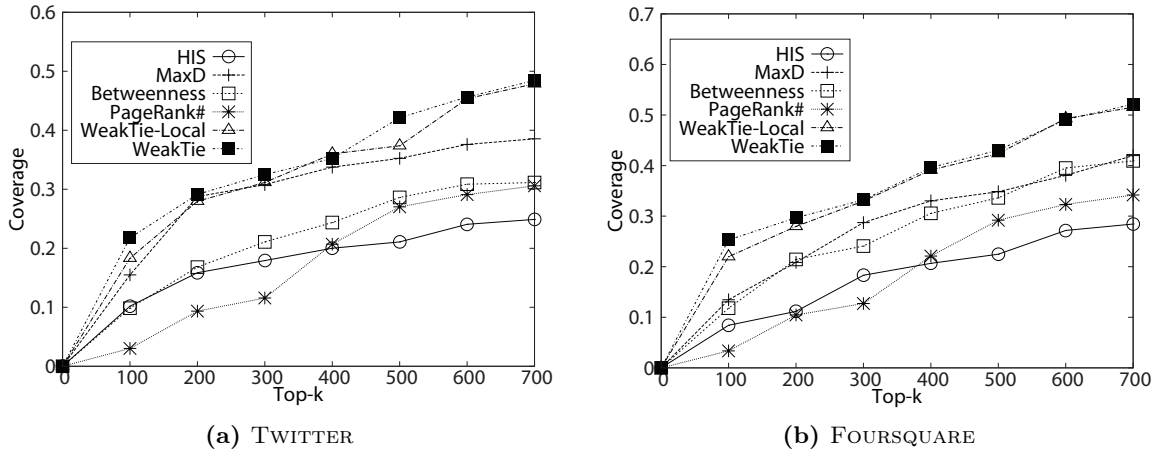 0.6
0.5
0.4
0.3
0.2
0.1
0
Coverage
HIS
MaxD
Betweenness
PageRank#
WeakTie-Local
WeakTie
0 100 200 300 400 500 600 700
Top-k
(a) TWITTER
0.7
0.6
0.5
0.4
0.3
0.2
0.1
0
Coverage
HIS
MaxD
Betweenness
PageRank#
WeakTie-Local
WeakTie
0 100 200 300 400 500 600 700
Top-k
(b) FOURSQUARE